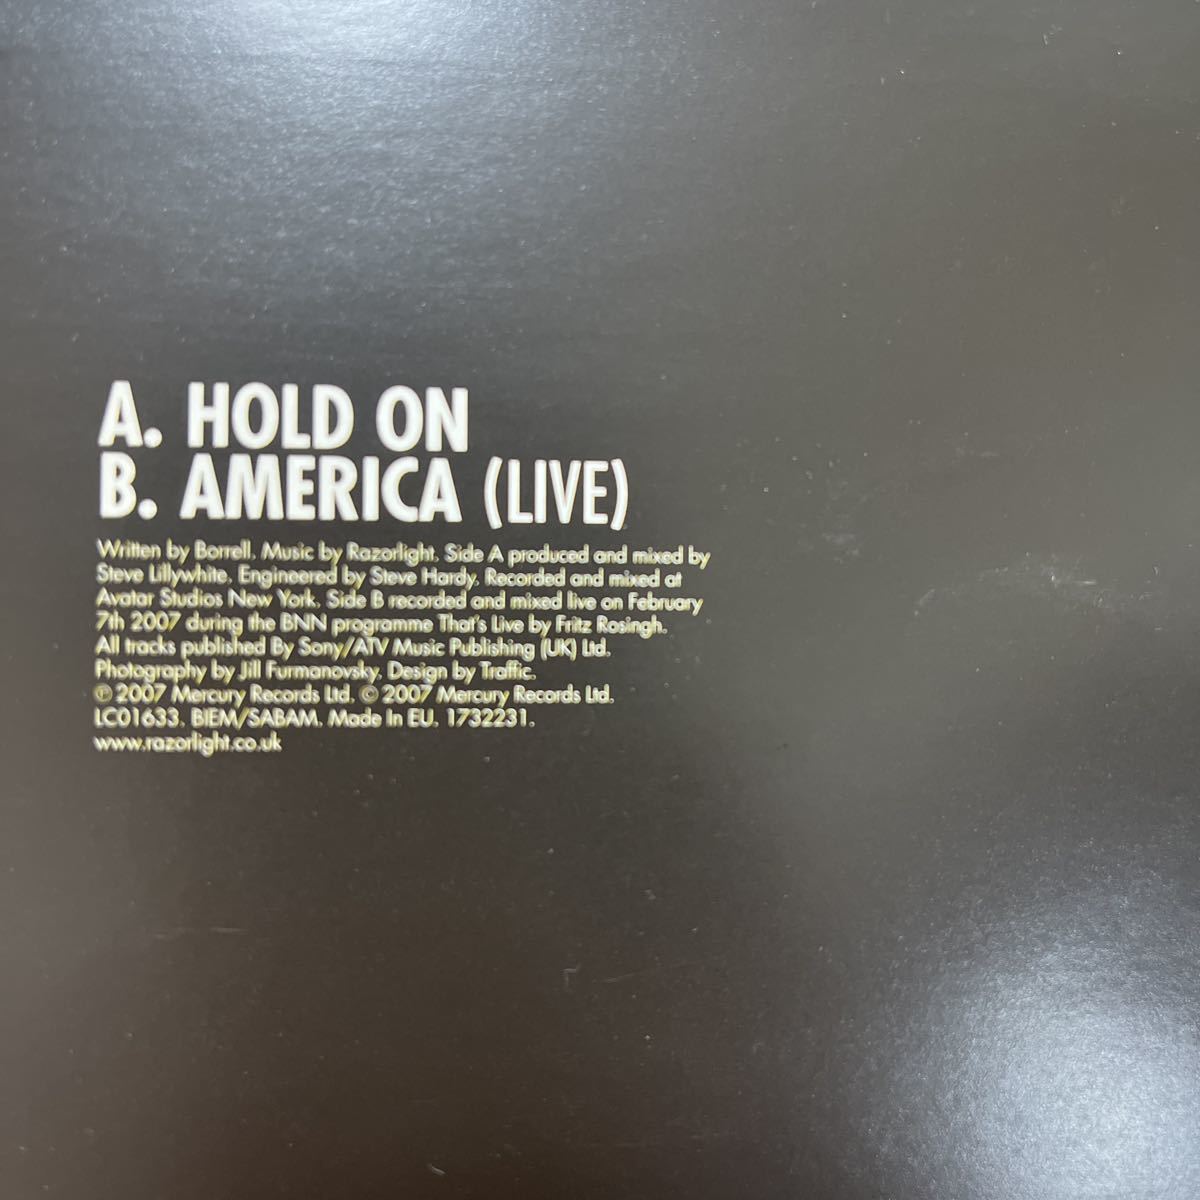 A. HOLD ON
B. AMERICA (LIVE)
Written by Borrell. Music by Razorlight. Side A produced and mixed by
Steve Lillywhite. Engineered by Steve Hardy. Recorded and mixed at
Avatar Studios New York. Side B recorded and mixed live on February
7th 2007 during the BNN programme That's Live by Fritz Rosingh.
All tracks published By Sony/ATV Music Publishing (UK) Ltd.
Photography by Jill Furmanovsky. Design by Traffic.
℗ 2007 Mercury Records Ltd. © 2007 Mercury Records Ltd.
LC01633. BIEM/SABAM. Made In EU. 1732231.
www.razorlight.co.uk